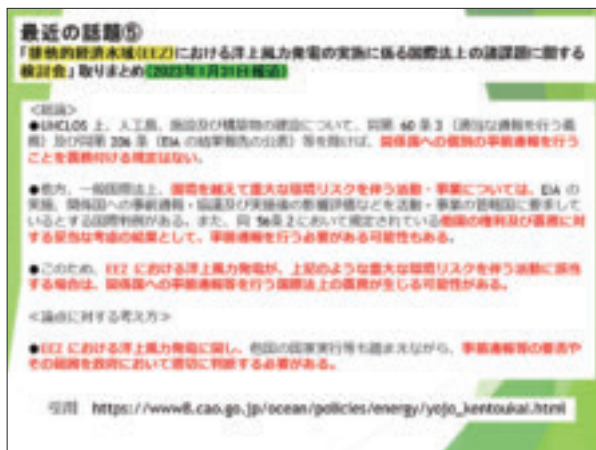 最近の話題⑤
「排他的経済水域(EEZ)における洋上風力発電の実施に係る国際法上の諸課題に関する
検討会」取りまとめ(2023年1月31日報道)
＜総論＞
●UNCLOS 上、人工島、施設及び構築物の建設について、同第 60 条 3 (適当な通報を行う義
務) 及び同第 206 条 (EIA の結果報告の公表) 等を除けば、関係国への個別の事前通報を行う
ことを義務付ける規定はない。
●他方、一般国際法上、国境を越えて重大な環境リスクを伴う活動・事業については、EIA の
実施、関係国への事前通報・協議及び実施後の影響評価などを活動・事業の管轄国に要求して
いるとする国際判例がある。また、同 56条 2 において規定されている他国の権利及び義務に対
する妥当な考慮の結果として、事前通報を行う必要がある可能性もある。
●このため、EEZ における洋上風力発電が、上記のような重大な環境リスクを伴う活動に該当
する場合は、関係国への事前通報等を行う国際法上の義務が生じる可能性がある。
＜論点に対する考え方＞
●EEZ における洋上風力発電に関し、他国の国家実行等も踏まえながら、事前通報等の要否や
その範囲を政府において適切に判断する必要がある。
引用 https://www8.cao.go.jp/ocean/policies/energy/yojo_kentoukai.html